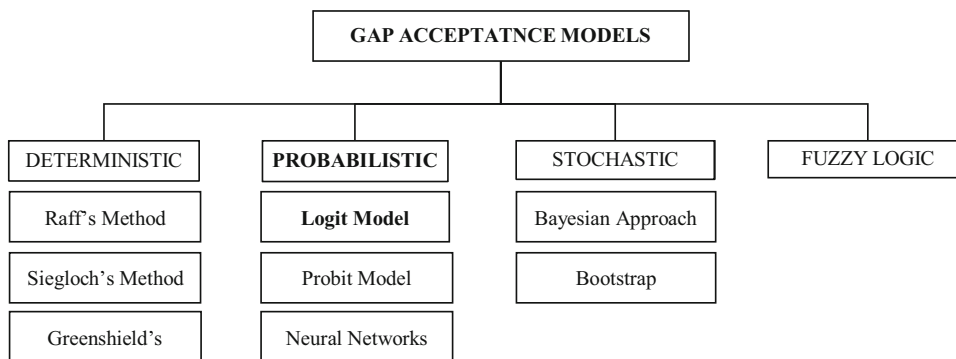 GAP ACCEPTATNCE MODELS
DETERMINISTIC
PROBABILISTIC
STOCHASTIC
FUZZY LOGIC
Raff’s Method
Logit Model
Bayesian Approach
Siegloch’s Method
Probit Model
Bootstrap
Greenshield’s
Neural Networks